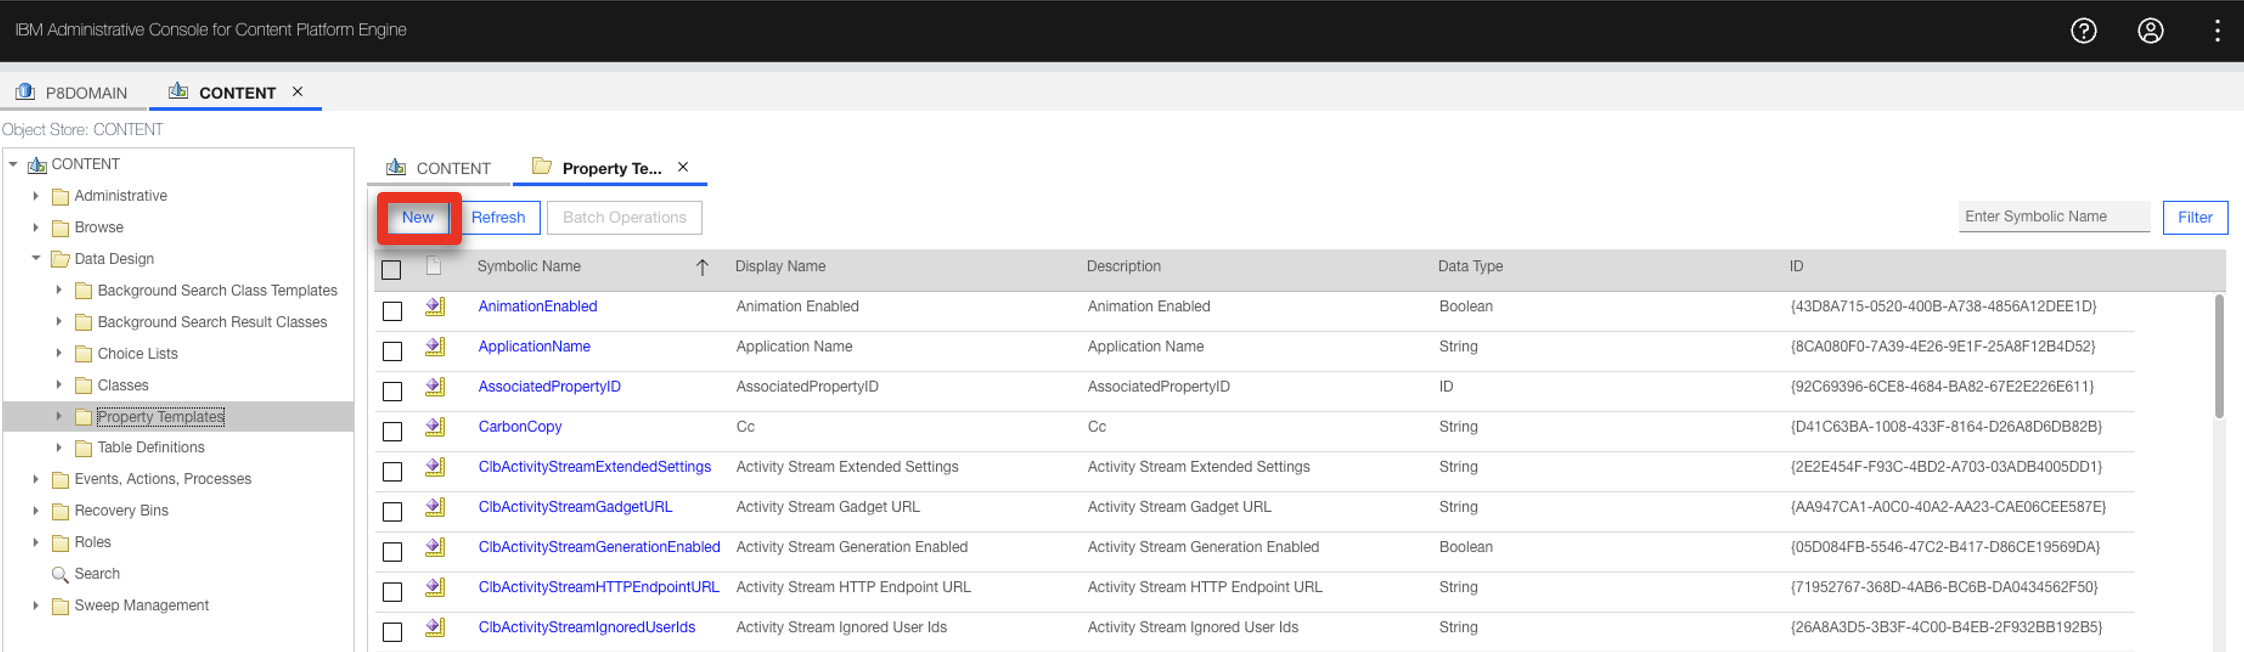 IBM Administrative Console for Content Platform Engine
P8DOMAIN
CONTENT
Object Store: CONTENT
CONTENT
Administrative
Browse
Data Design
Background Search Class Templates
Background Search Result Classes
Choice Lists
Classes
Property Templates
Table Definitions
Events, Actions, Processes
Recovery Bins
Roles
Search
Sweep Management
CONTENT
Property Te...
New Refresh Batch Operations Enter Symbolic Name Filter
Symbolic Name Display Name Description Data Type ID
AnimationEnabled Animation Enabled Animation Enabled Boolean {43D8A715-0520-400B-A738-4856A12DEE1D}
ApplicationName Application Name Application Name String {8CA080F0-7A39-4E26-9E1F-25A8F12B4D52}
AssociatedPropertyID AssociatedPropertyID AssociatedPropertyID ID {92C69396-6CE8-4684-BA82-67E2E226E611}
CarbonCopy Cc Cc String {D41C63BA-1008-433F-8164-D26A8D6DB82B}
ClbActivityStreamExtendedSettings Activity Stream Extended Settings Activity Stream Extended Settings String {2E2E454F-F93C-4BD2-A703-03ADB4005DD1}
ClbActivityStreamGadgetURL Activity Stream Gadget URL Activity Stream Gadget URL String {AA947CA1-A0C0-40A2-AA23-CAE06CEE587E}
ClbActivityStreamGenerationEnabled Activity Stream Generation Enabled Activity Stream Generation Enabled Boolean {05D084FB-5546-47C2-B417-D86CE19569DA}
ClbActivityStreamHTTPEndpointURL Activity Stream HTTP Endpoint URL Activity Stream HTTP Endpoint URL String {71952767-368D-4AB6-BC6B-DA0434562F50}
ClbActivityStreamIgnoredUserIds Activity Stream Ignored User Ids Activity Stream Ignored User Ids String {26A8A3D5-3B3F-4C00-B4EB-2F932BB192B5}